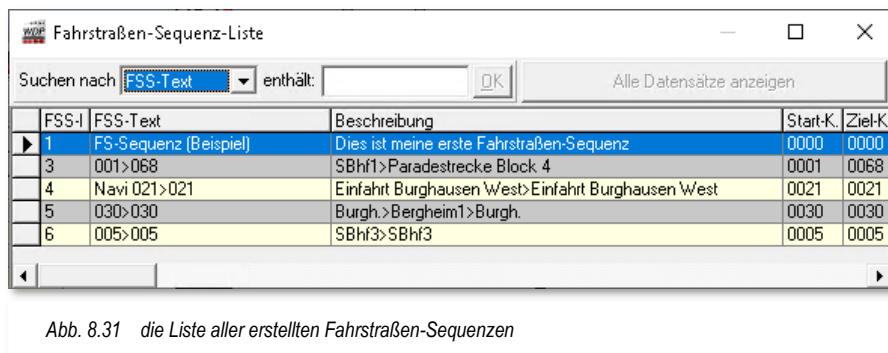 WDP Fahrstraßen-Sequenz-Liste
Suchen nach FSS-Text enthält: OK Alle Datensätze anzeigen
FSS-I FSS-Text Beschreibung Start-K. Ziel-K
1 FS-Sequenz (Beispiel) Dies ist meine erste Fahrstraßen-Sequenz 0000 0000
3 001>068 SBhf1>Paradestrecke Block 4 0001 0068
4 Navi 021>021 Einfahrt Burghausen West>Einfahrt Burghausen West 0021 0021
5 030>030 Burgh.>Bergheim1>Burgh. 0030 0030
6 005>005 SBhf3>SBhf3 0005 0005
Abb. 8.31 die Liste aller erstellten Fahrstraßen-Sequenzen